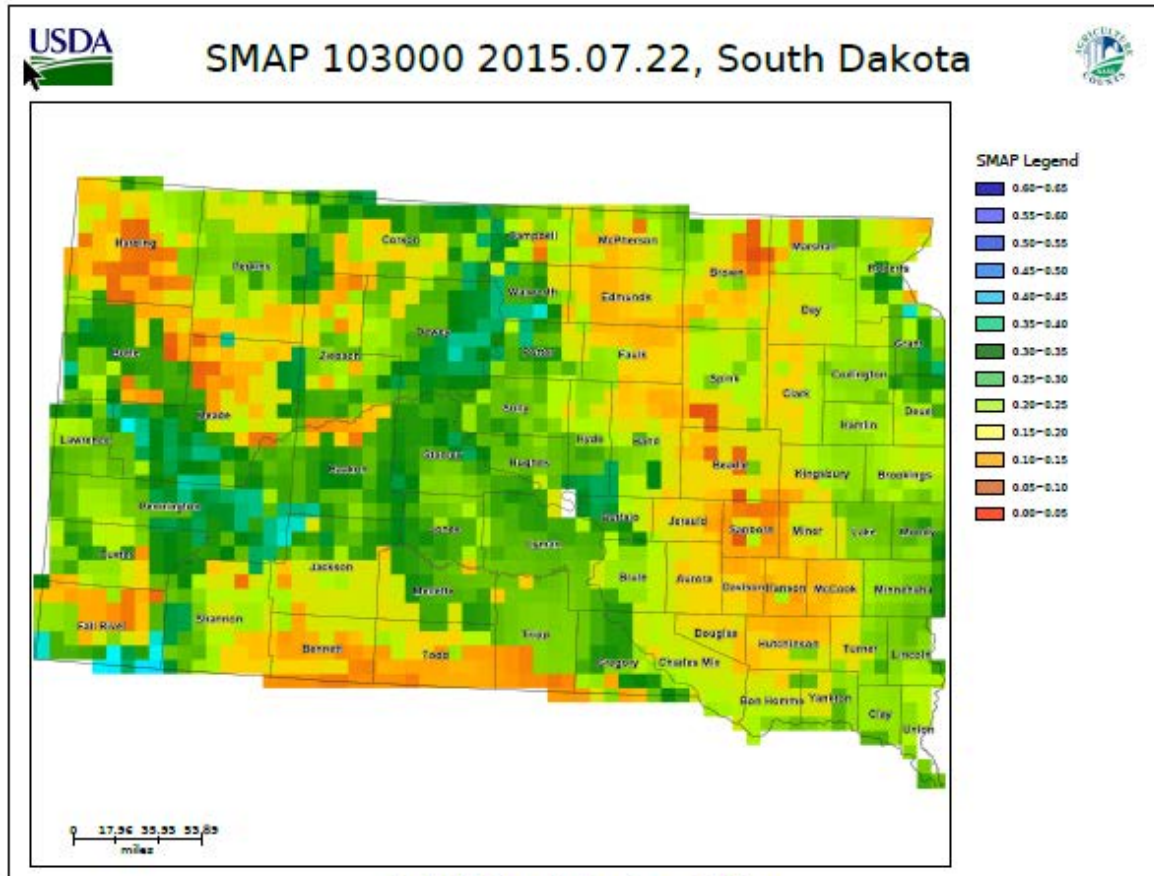 USDA
SMAP 103000 2015.07.22, South Dakota
AGRICULTURE COUNTS
SMAP Legend
0.60-0.65
0.55-0.60
0.50-0.55
0.45-0.50
0.40-0.45
0.35-0.40
0.30-0.35
0.25-0.30
0.20-0.25
0.15-0.20
0.10-0.15
0.05-0.10
0.00-0.05
Harding
Perkins
Corson
Campbell
McPherson
Brown
Marshall
Roberts
Walworth
Edmunds
Day
Butte
Ziebach
Dewey
Potter
Faulk
Spink
Clark
Codington
Grant
Deuel
Meade
Sully
Hamlin
Lawrence
Haakon
Stanley
Hughes
Hyde
Hand
Beadle
Kingsbury
Brookings
Pennington
Jones
Lyman
Buffalo
Jerauld
Sanborn
Minor
Lake
Moody
Custer
Jackson
Mellette
Brule
Aurora
Davison
Hanson
McCook
Minnehaha
Fall River
Shannon
Bennett
Todd
Tripp
Gregory
Douglas
Charles Mix
Hutchinson
Turner
Lincoln
Bon Homme
Yankton
Clay
Union
0 17.96 35.93 53.89
miles